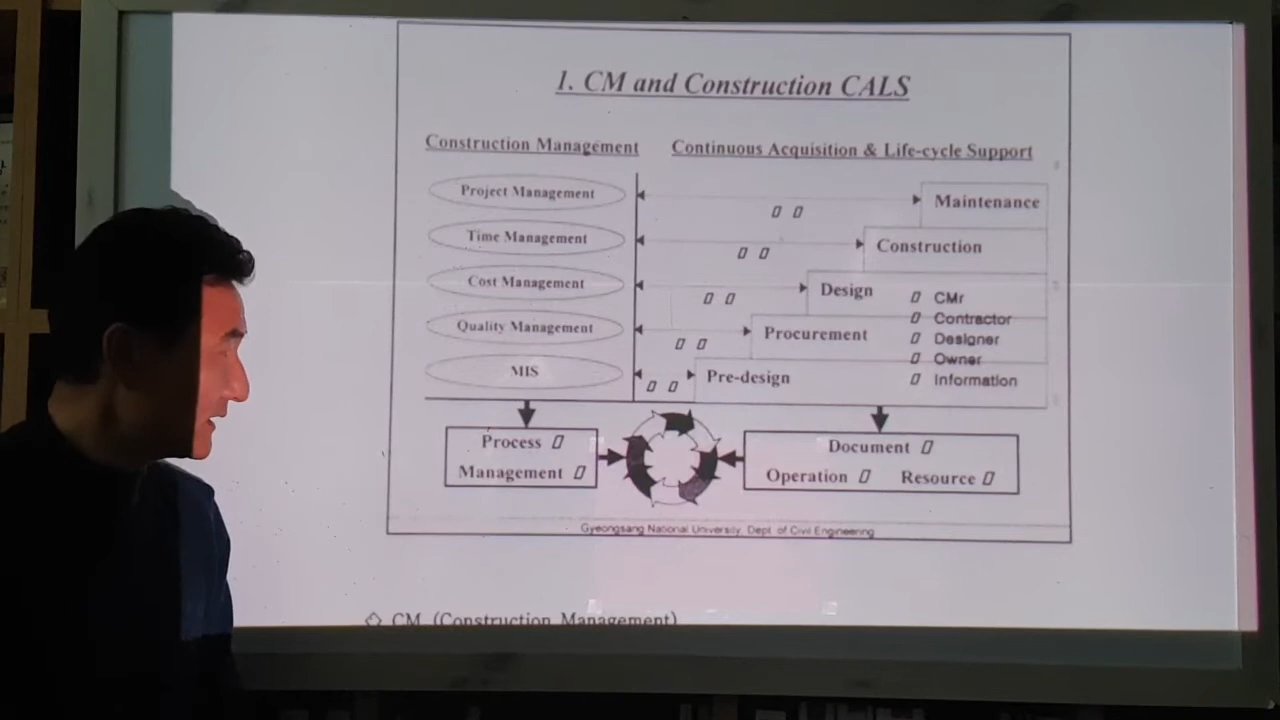 1. CM and Construction CALS
Construction Management
Continuous Acquisition & Life-cycle Support
Project Management
Maintenance
Time Management
Construction
Cost Management
Design
CMr
Contractor
Quality Management
Procurement
Designer
Owner
MIS
Pre-design
Information
Process
Management
Document
Operation
Resource
Gyeongsang National University, Dept. of Civil Engineering
◇ CM (Construction Management)